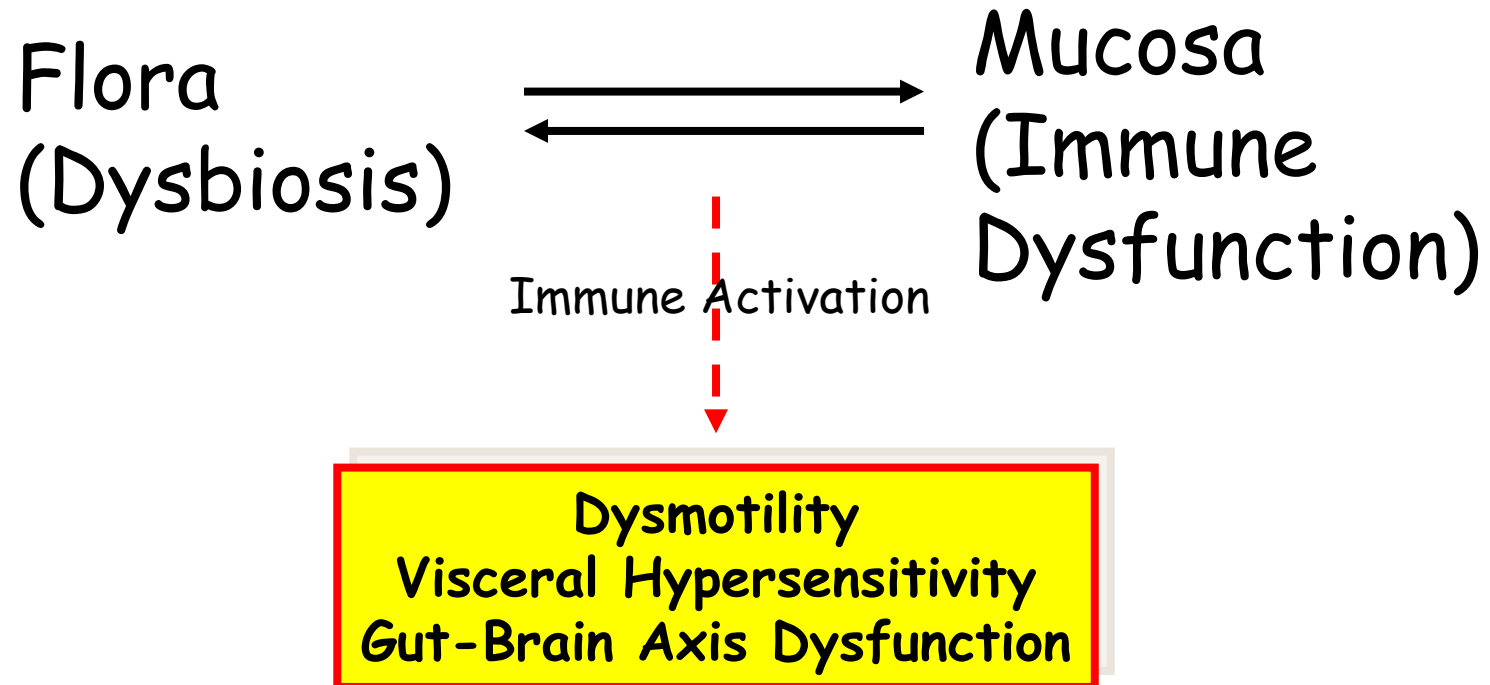 Flora
(Dysbiosis)
Mucosa
(Immune
Dysfunction)
Immune Activation
Dysmotility
Visceral Hypersensitivity
Gut-Brain Axis Dysfunction